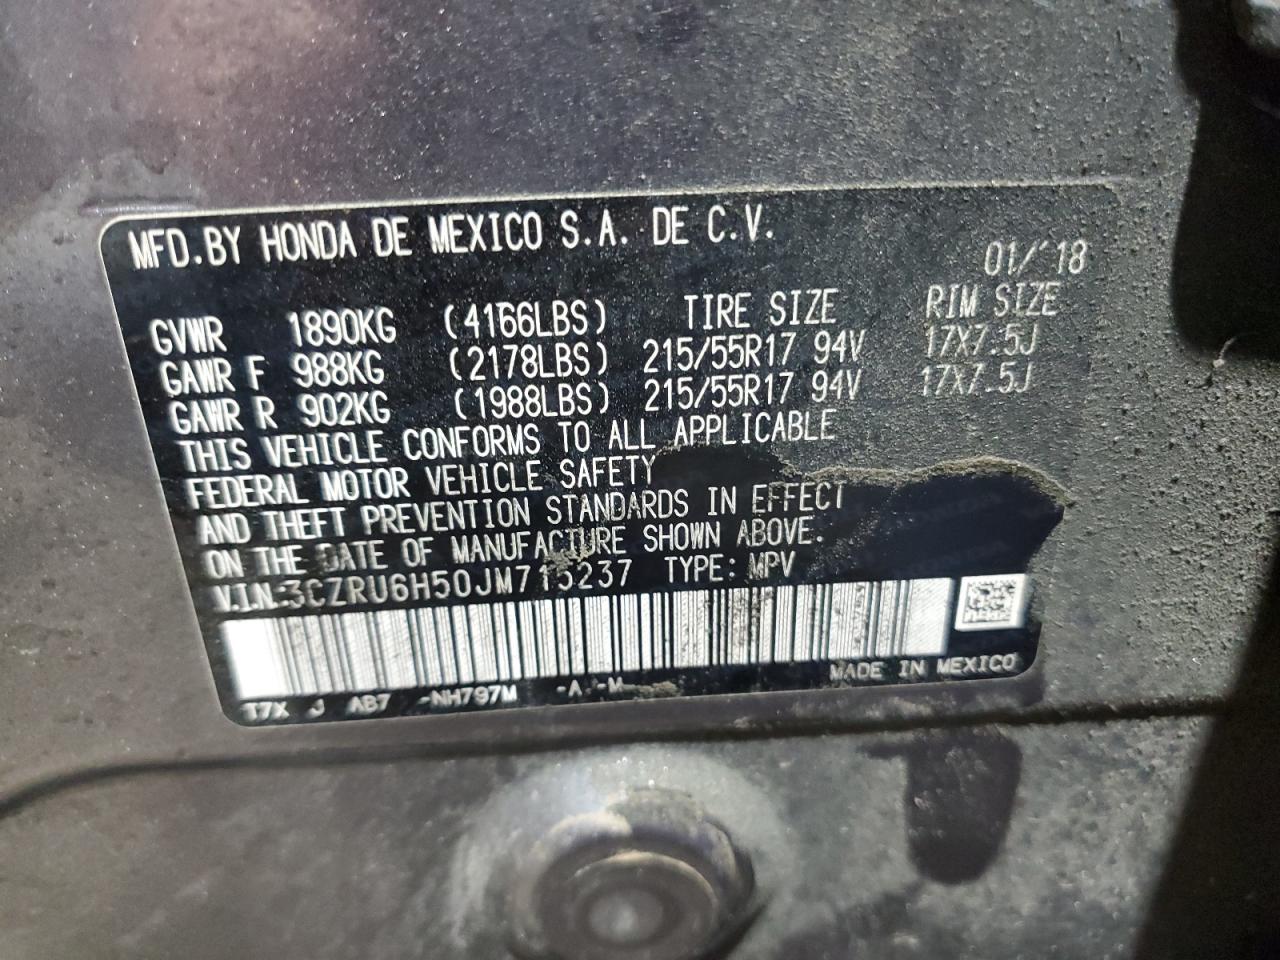 MFD.BY HONDA DE MEXICO S.A. DE C.V.
01/'18
GVWR 1890KG (4166LBS) TIRE SIZE RIM SIZE
GAWR F 988KG (2178LBS) 215/55R17 94V 17X7.5J
GAWR R 902KG (1988LBS) 215/55R17 94V 17X7.5J
THIS VEHICLE CONFORMS TO ALL APPLICABLE
FEDERAL MOTOR VEHICLE SAFETY
AND THEFT PREVENTION STANDARDS IN EFFECT
ON THE DATE OF MANUFACTURE SHOWN ABOVE.
V.I.N.:3CZRU6H50JM715237 TYPE: MPV
MADE IN MEXICO
T7X J AB7 -NH797M -A -M